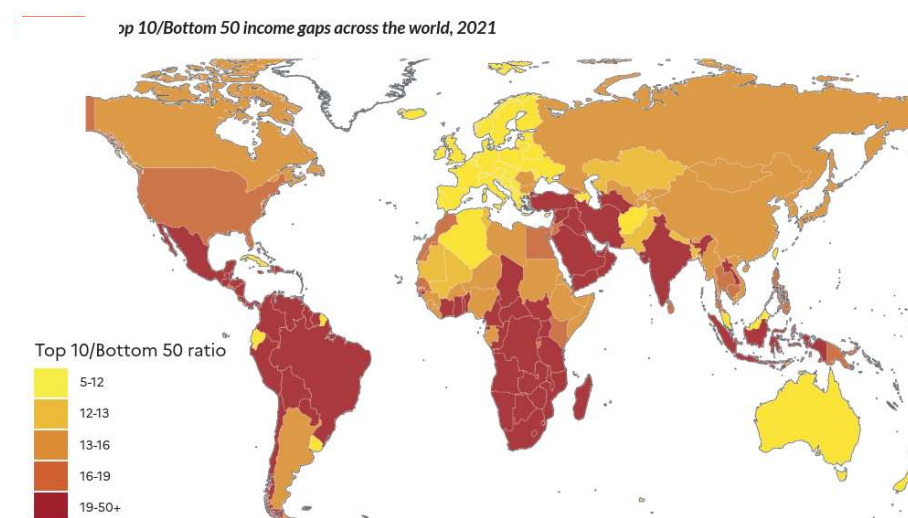 op 10/Bottom 50 income gaps across the world, 2021
Top 10/Bottom 50 ratio
5-12
12-13
13-16
16-19
19-50+